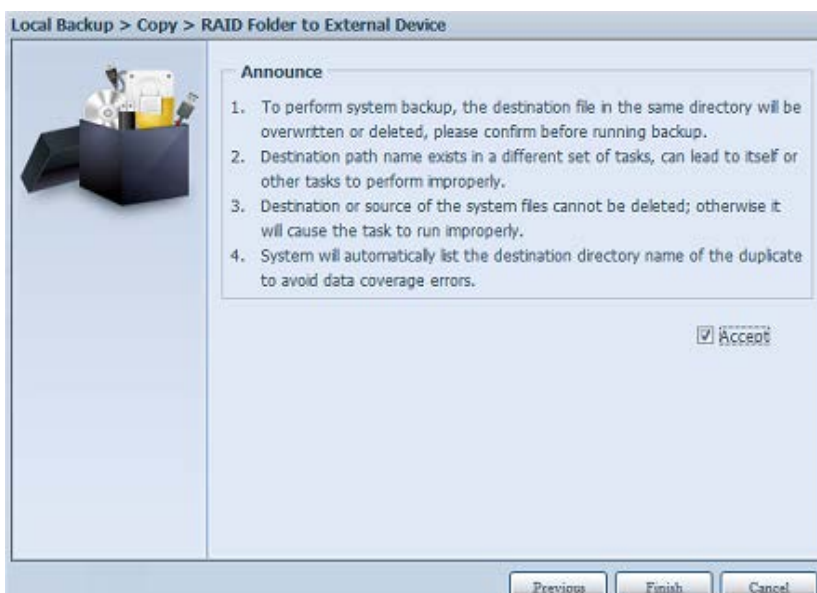 Local Backup > Copy > RAID Folder to External Device
Announce
1. To perform system backup, the destination file in the same directory will be
overwritten or deleted, please confirm before running backup.
2. Destination path name exists in a different set of tasks, can lead to itself or
other tasks to perform improperly.
3. Destination or source of the system files cannot be deleted; otherwise it
will cause the task to run improperly.
4. System will automatically list the destination directory name of the duplicate
to avoid data coverage errors.
Accept
Previous Finish Cancel